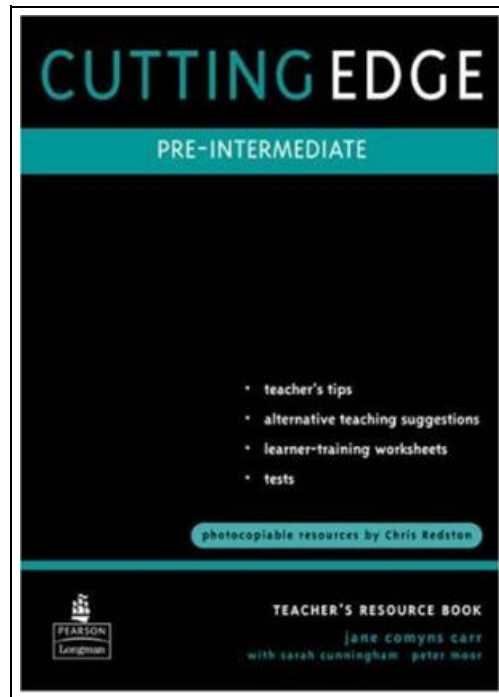 CUTTING EDGE
PRE-INTERMEDIATE
• teacher's tips
• alternative teaching suggestions
• learner-training worksheets
• tests
photocopiable resources by Chris Redston
TEACHER'S RESOURCE BOOK
jane comyns carr
with sarah cunningham peter moor
PEARSON
Longman